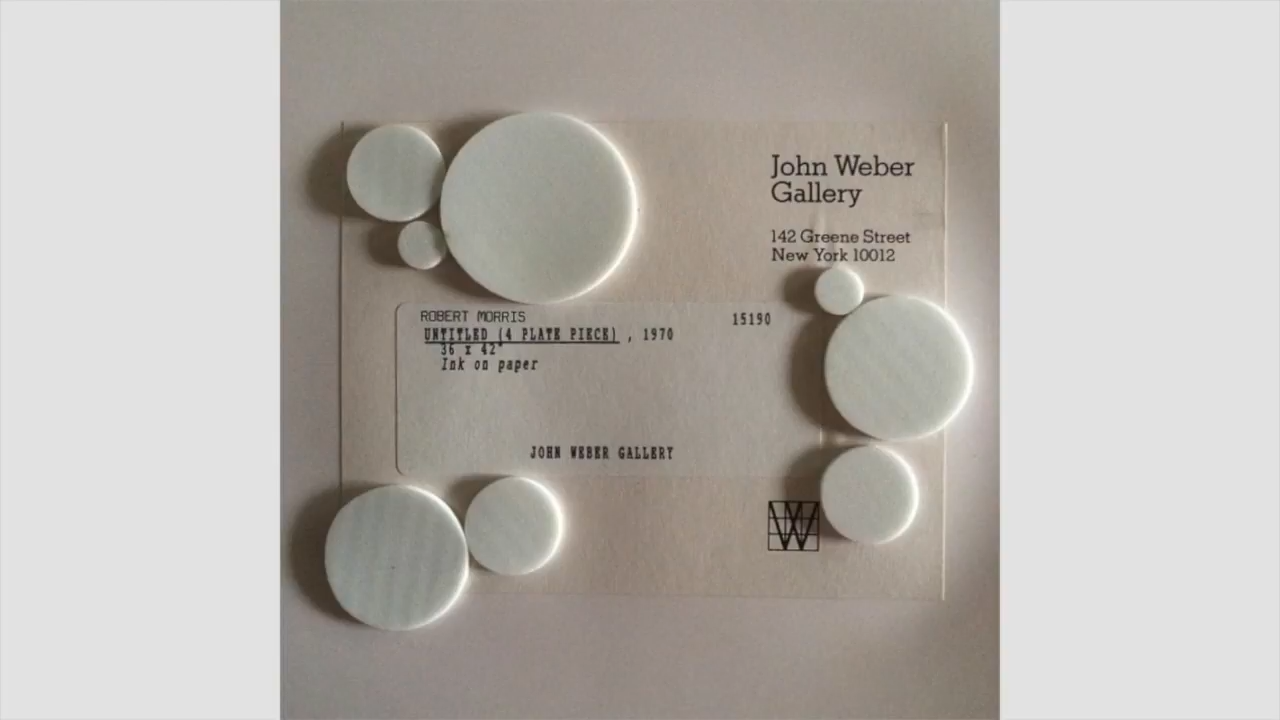 John Weber
Gallery
142 Greene Street
New York 10012
ROBERT MORRIS
15190
UNTITLED (4 PLATE PIECE) , 1970
36 x 42"
Ink on paper
JOHN WEBER GALLERY
W